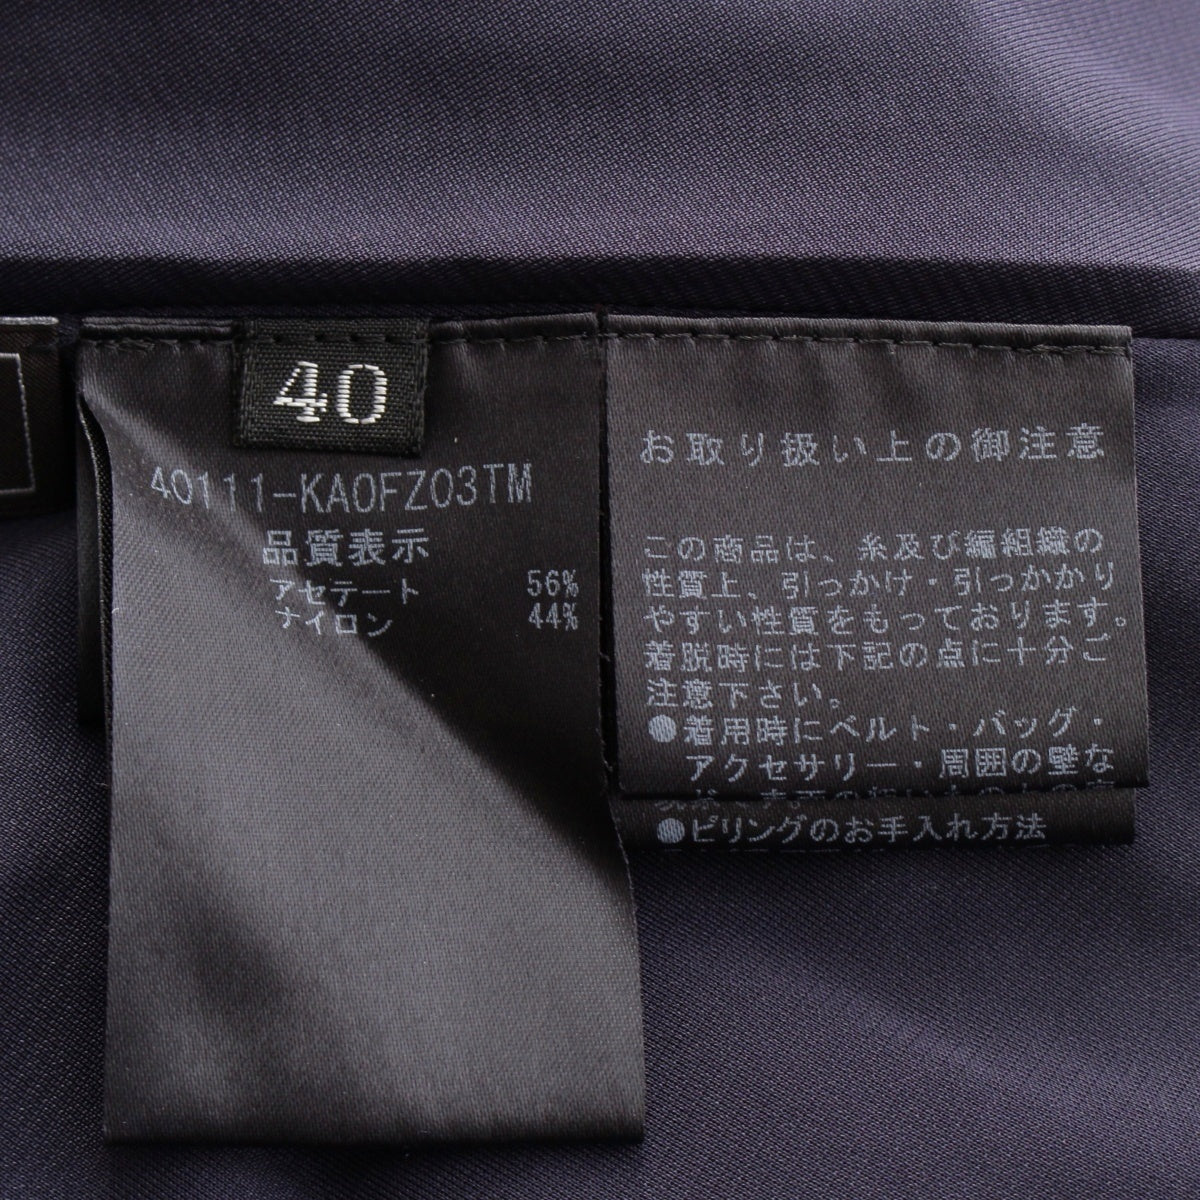 40
40111-KAOFZ03TM
品質表示
アセテート 56%
ナイロン 44%
お取り扱い上の御注意
この商品は、糸及び編組織の
性質上、引っかけ・引っかかり
やすい性質をもっております。
着脱時には下記の点に十分ご
注意下さい。
●着用時にベルト・バッグ・
アクセサリー・周囲の壁な
●ピリングのお手入れ方法